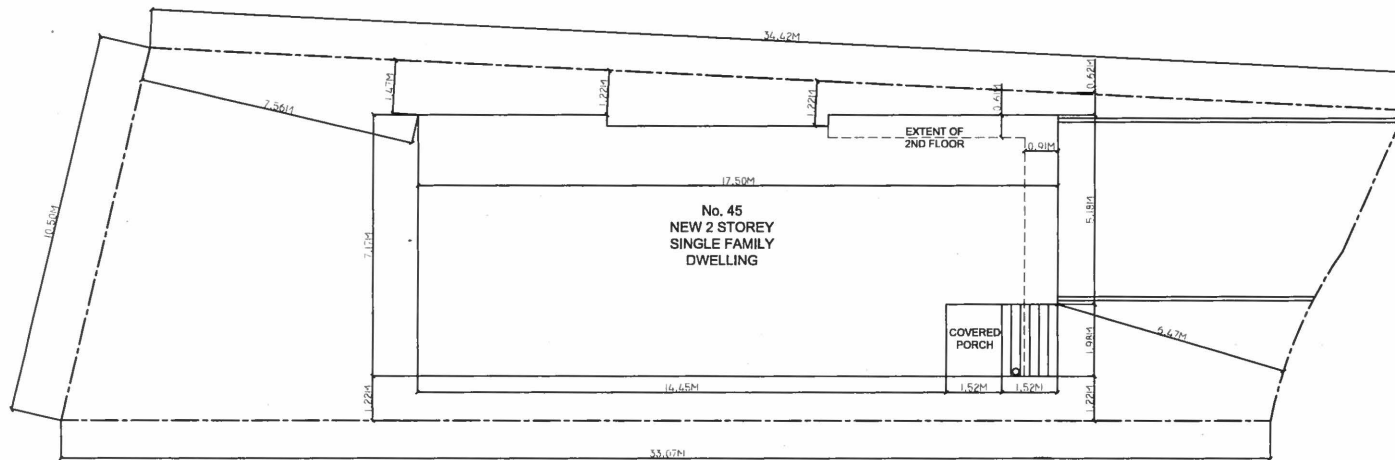 34.42M
0.62M
1.47M
1.22M
1.22M
0.61M
7.56M
EXTENT OF
2ND FLOOR
0.91M
17.50M
10.50M
No. 45
NEW 2 STOREY
SINGLE FAMILY
DWELLING
7.17M
5.18M
COVERED
PORCH
6.47M
1.98M
1.22M
14.45M
1.52M
1.52M
1.22M
33.07M